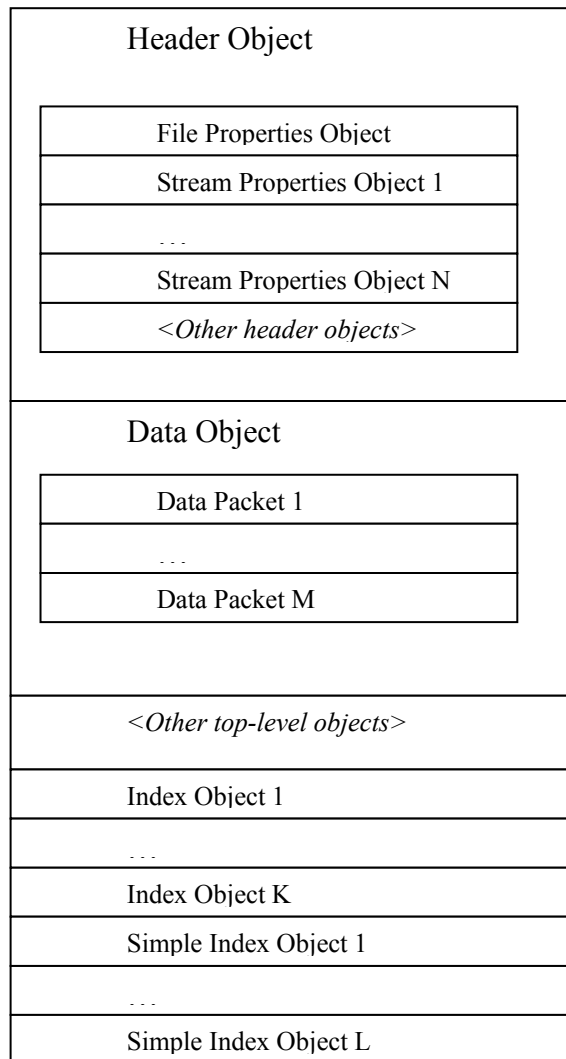 Header Object
File Properties Object
Stream Properties Object 1
. . .
Stream Properties Object N
<Other header objects>
Data Object
Data Packet 1
. . .
Data Packet M
<Other top-level objects>
Index Object 1
. . .
Index Object K
Simple Index Object 1
. . .
Simple Index Object L